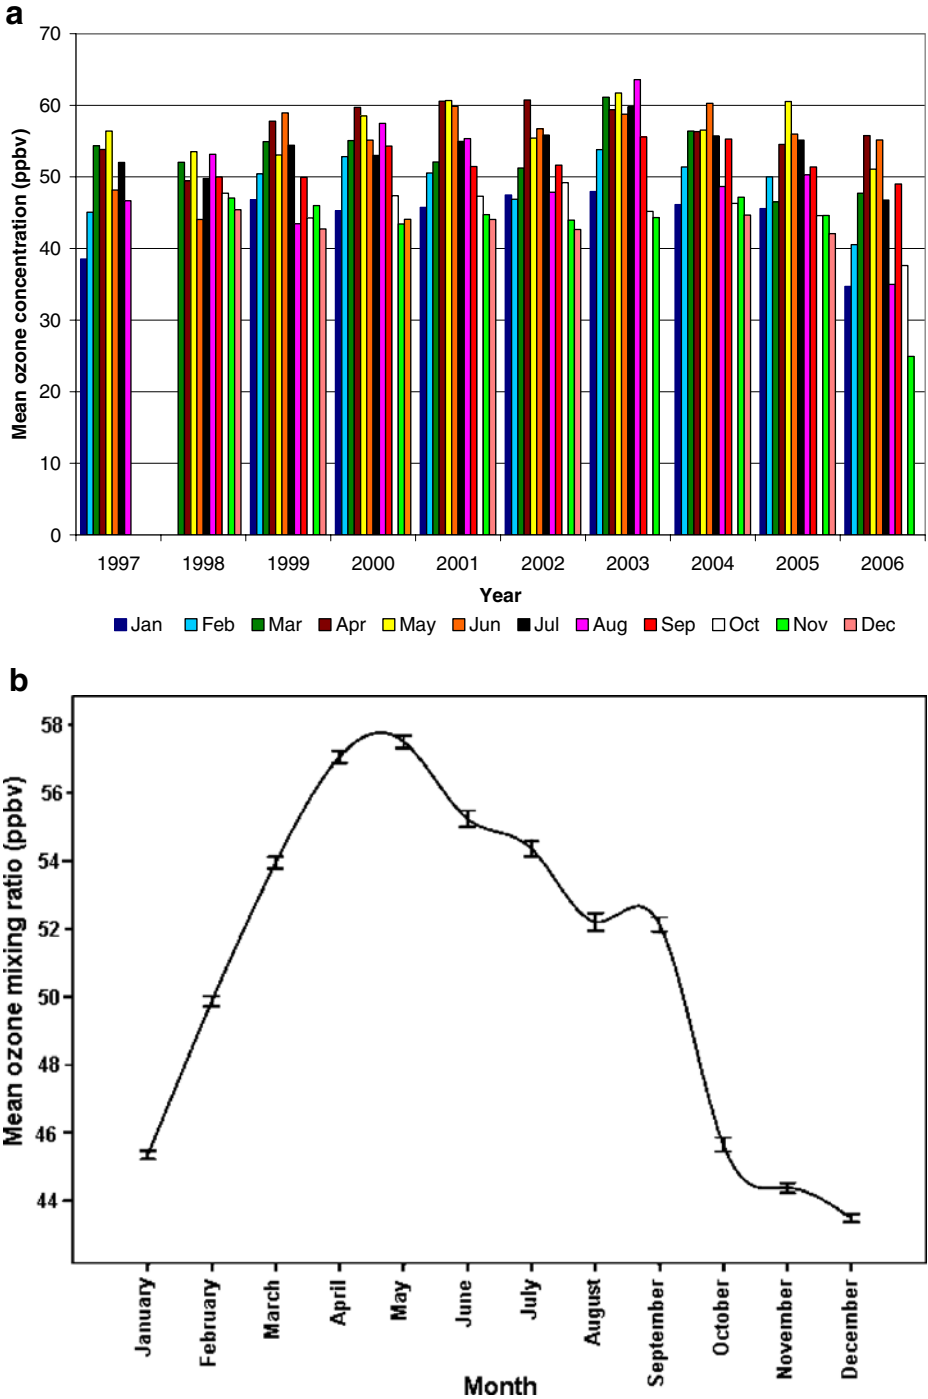 a
70
60
50
40
30
20
10
0
Mean ozone concentration (ppbv)
1997 1998 1999 2000 2001 2002 2003 2004 2005 2006
Year
Jan Feb Mar Apr May Jun Jul Aug Sep Oct Nov Dec
b
58
56
54
52
50
48
46
44
Mean ozone mixing ratio (ppbv)
January February March April May June July August September October November December
Month